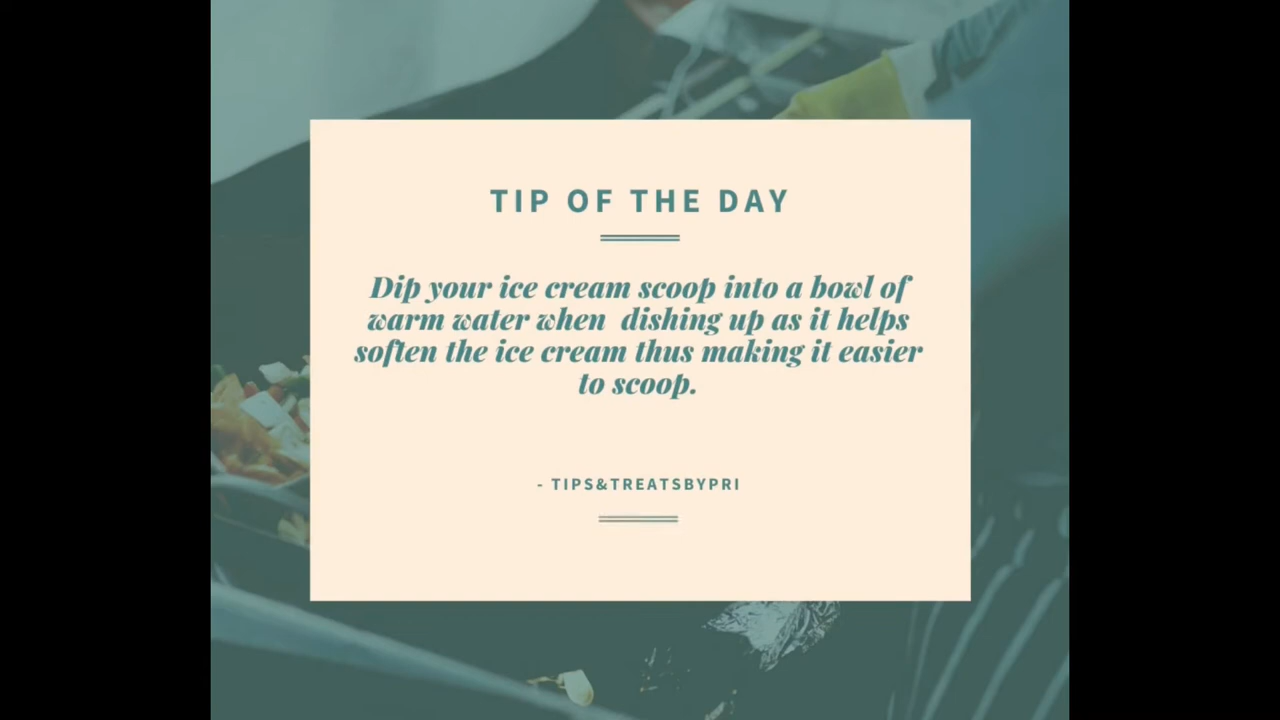 TIP OF THE DAY
Dip your ice cream scoop into a bowl of
warm water when  dishing up as it helps
soften the ice cream thus making it easier
to scoop.
- TIPS&TREATSBYPRI